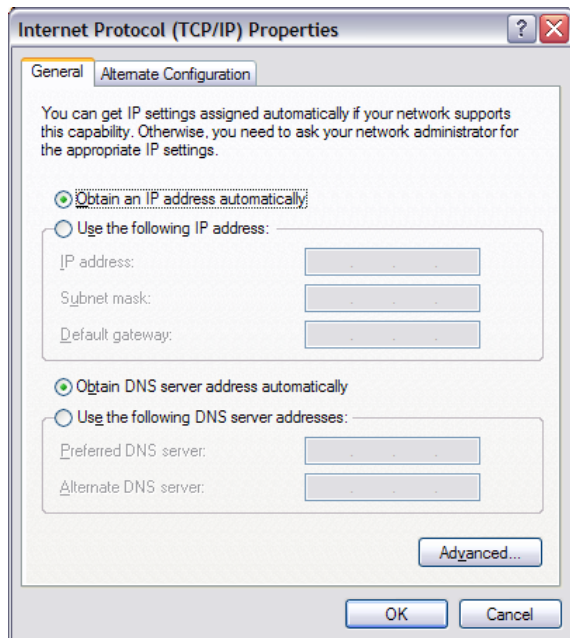 Internet Protocol (TCP/IP) Properties
General
Alternate Configuration
You can get IP settings assigned automatically if your network supports
this capability. Otherwise, you need to ask your network administrator for
the appropriate IP settings.
Obtain an IP address automatically
Use the following IP address:
IP address:
Subnet mask:
Default gateway:
Obtain DNS server address automatically
Use the following DNS server addresses:
Preferred DNS server:
Alternate DNS server:
Advanced...
OK
Cancel